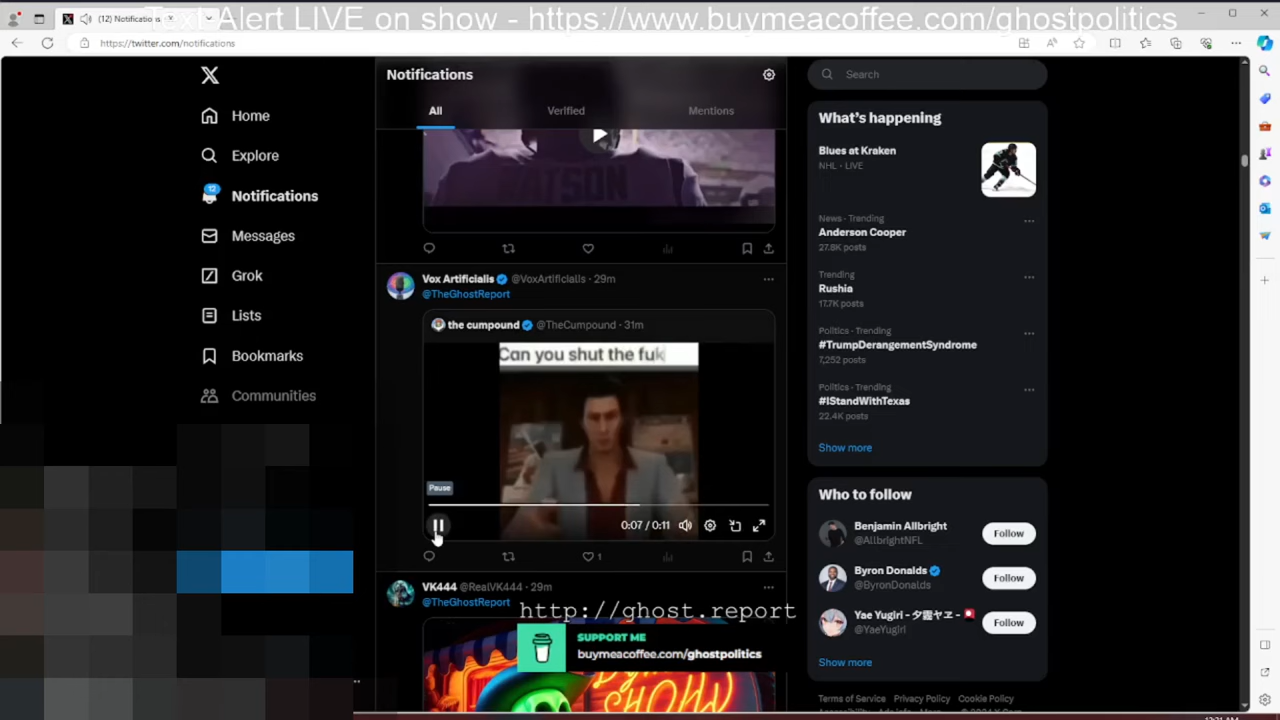 Text Alert LIVE on show - https://www.buymeacoffee.com/ghostpolitics
(12) Notifications
https://twitter.com/notifications
Home
Explore
12
Notifications
Messages
Grok
Lists
Bookmarks
Communities
Notifications
All
Verified
Mentions
Vox Artificialis @VoxArtificialis · 29m
@TheGhostReport
the cumpound @TheCumpound · 31m
Can you shut the fuk
Pause
0:07 / 0:11
1
VK444 @RealVK444 · 29m
@TheGhostReport
http://ghost.report
SUPPORT ME
buymeacoffee.com/ghostpolitics
SHOW
Search
What's happening
Blues at Kraken
NHL · LIVE
News · Trending
Anderson Cooper
27.8K posts
Trending
Rushia
17.7K posts
Politics · Trending
#TrumpDerangementSyndrome
7,252 posts
Politics · Trending
#IStandWithTexas
22.4K posts
Show more
Who to follow
Benjamin Allbright
@AllbrightNFL
Follow
Byron Donalds
@ByronDonalds
Follow
Yae Yugiri - 夕霧ヤヱ -
@YaeYugiri
Follow
Show more
Terms of Service Privacy Policy Cookie Policy